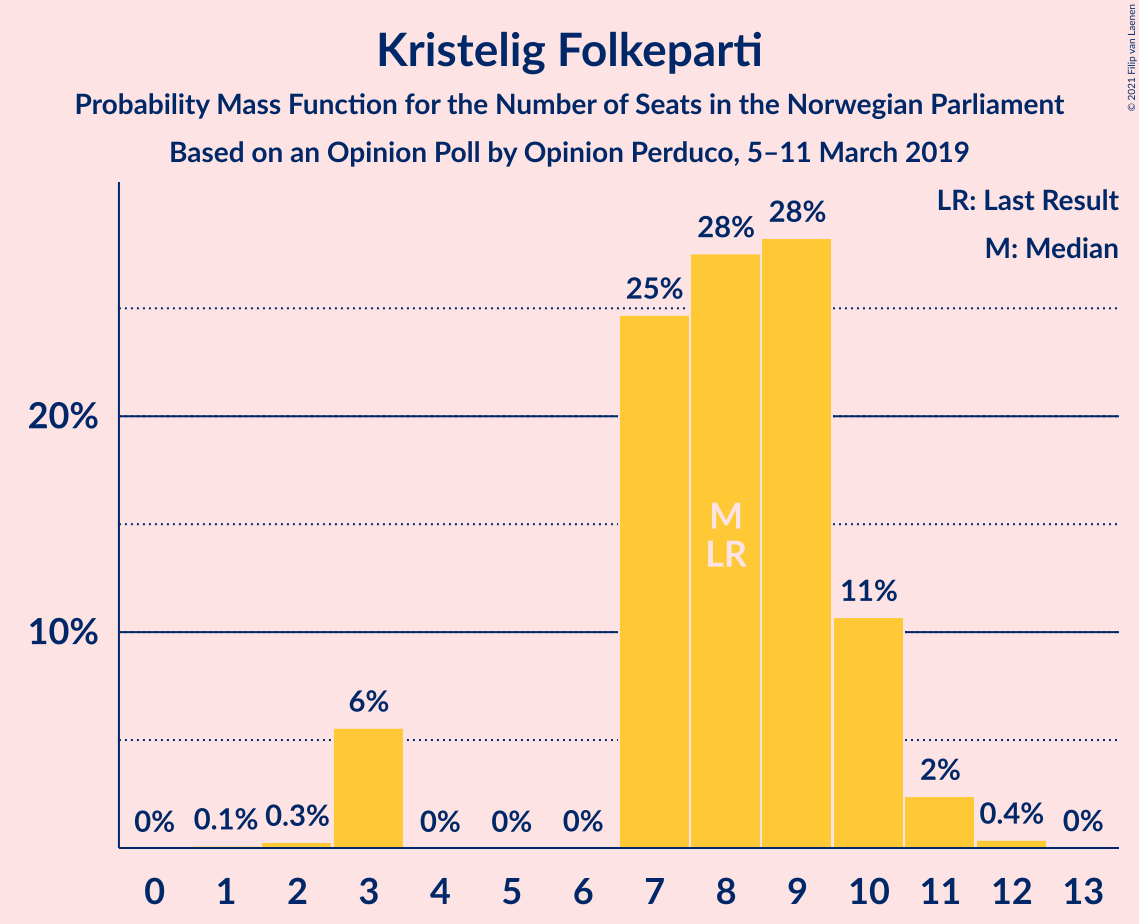 Kristelig Folkeparti
Probability Mass Function for the Number of Seats in the Norwegian Parliament
Based on an Opinion Poll by Opinion Perduco, 5–11 March 2019
© 2021 Filip van Laenen
LR: Last Result
M: Median
20%
10%
0%
0.1%
0.3%
6%
0%
0%
0%
25%
28%
28%
11%
2%
0.4%
0%
M
LR
0 1 2 3 4 5 6 7 8 9 10 11 12 13